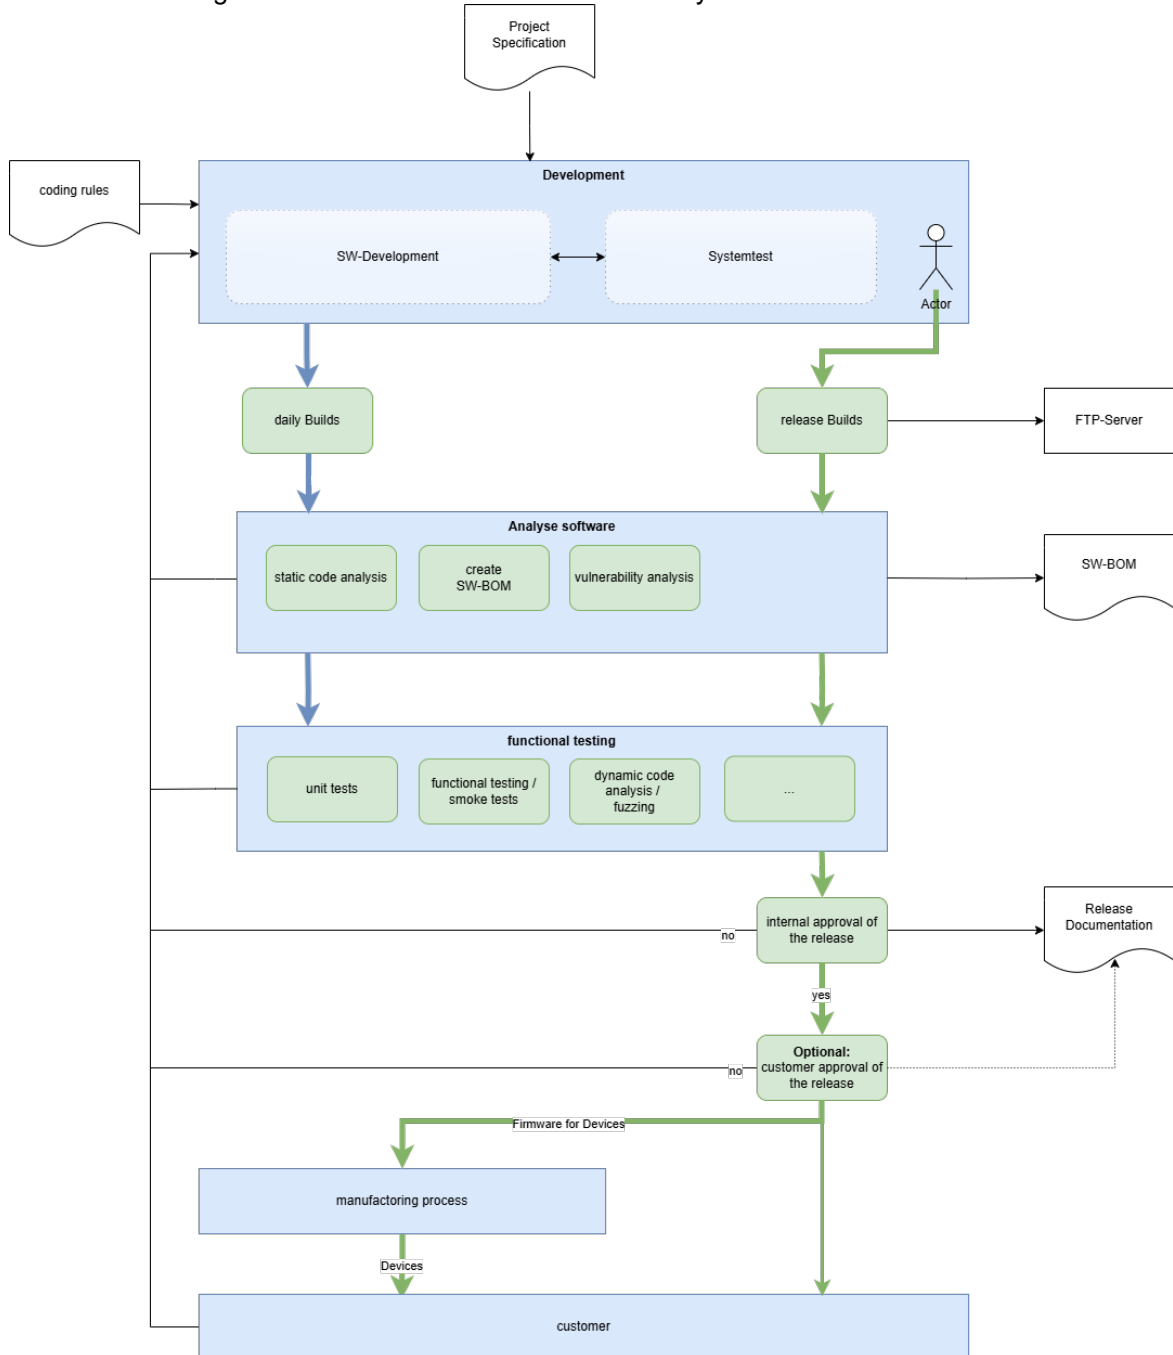 Project
Specification
coding rules
Development
SW-Development
Systemtest
Actor
daily Builds
release Builds
FTP-Server
Analyse software
static code analysis
create
SW-BOM
vulnerability analysis
SW-BOM
functional testing
unit tests
functional testing /
smoke tests
dynamic code
analysis /
fuzzing
...
internal approval of
the release
no
Release
Documentation
yes
Optional:
customer approval of
the release
no
Firmware for Devices
manufactoring process
Devices
customer